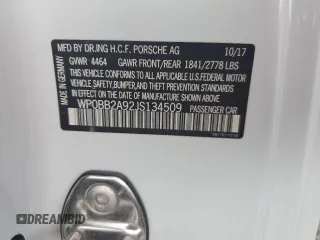 MFD BY DR.ING H.C.F. PORSCHE AG 10/17
GVWR 4464 GAWR FRONT/REAR 1841/2778 LBS
MADE IN GERMANY
THIS VEHICLE CONFORMS TO ALL APPLICABLE
FEDERAL MOTOR VEHICLE
SAFETY, BUMPER, AND THEFT PREVENTION STANDARDS
IN EFFECT ON THE DATE OF MANUFACTURE SHOWN ABOVE.
WP0BB2A92JS134509 PASSENGER CAR
DREAMBID